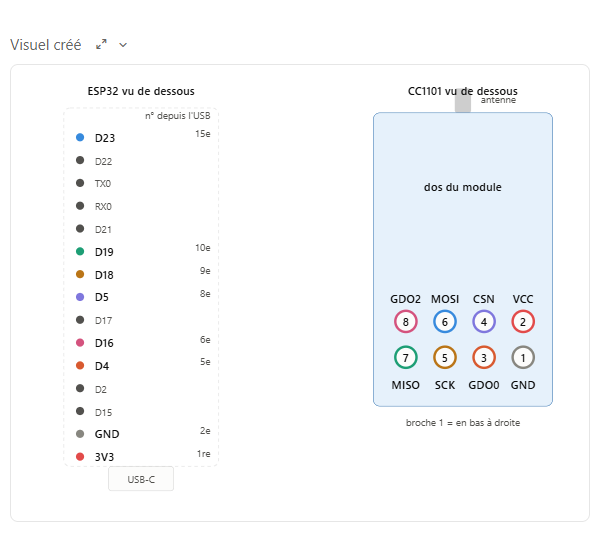 Visuel créé
ESP32 vu de dessous
n° depuis l'USB
D23 15e
D22
TX0
RX0
D21
D19 10e
D18 9e
D5 8e
D17
D16 6e
D4 5e
D2
D15
GND 2e
3V3 1re
USB-C
CC1101 vu de dessous
antenne
dos du module
GDO2 MOSI CSN VCC
8 6 4 2
7 5 3 1
MISO SCK GDO0 GND
broche 1 = en bas à droite